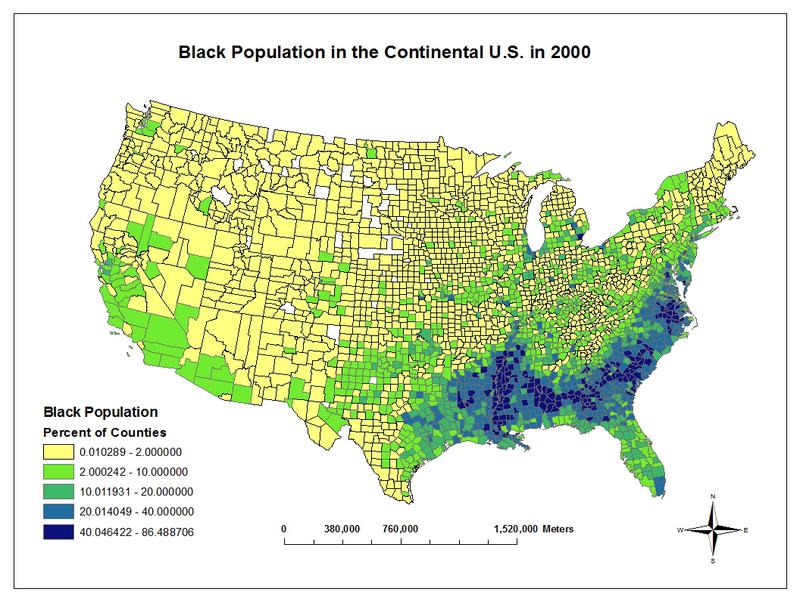 Black Population in the Continental U.S. in 2000
Black Population
Percent of Counties
0.010289 - 2.000000
2.000242 - 10.000000
10.011931 - 20.000000
20.014049 - 40.000000
40.046422 - 86.488706
0 380,000 760,000 1,520,000 Meters
N
W E
S